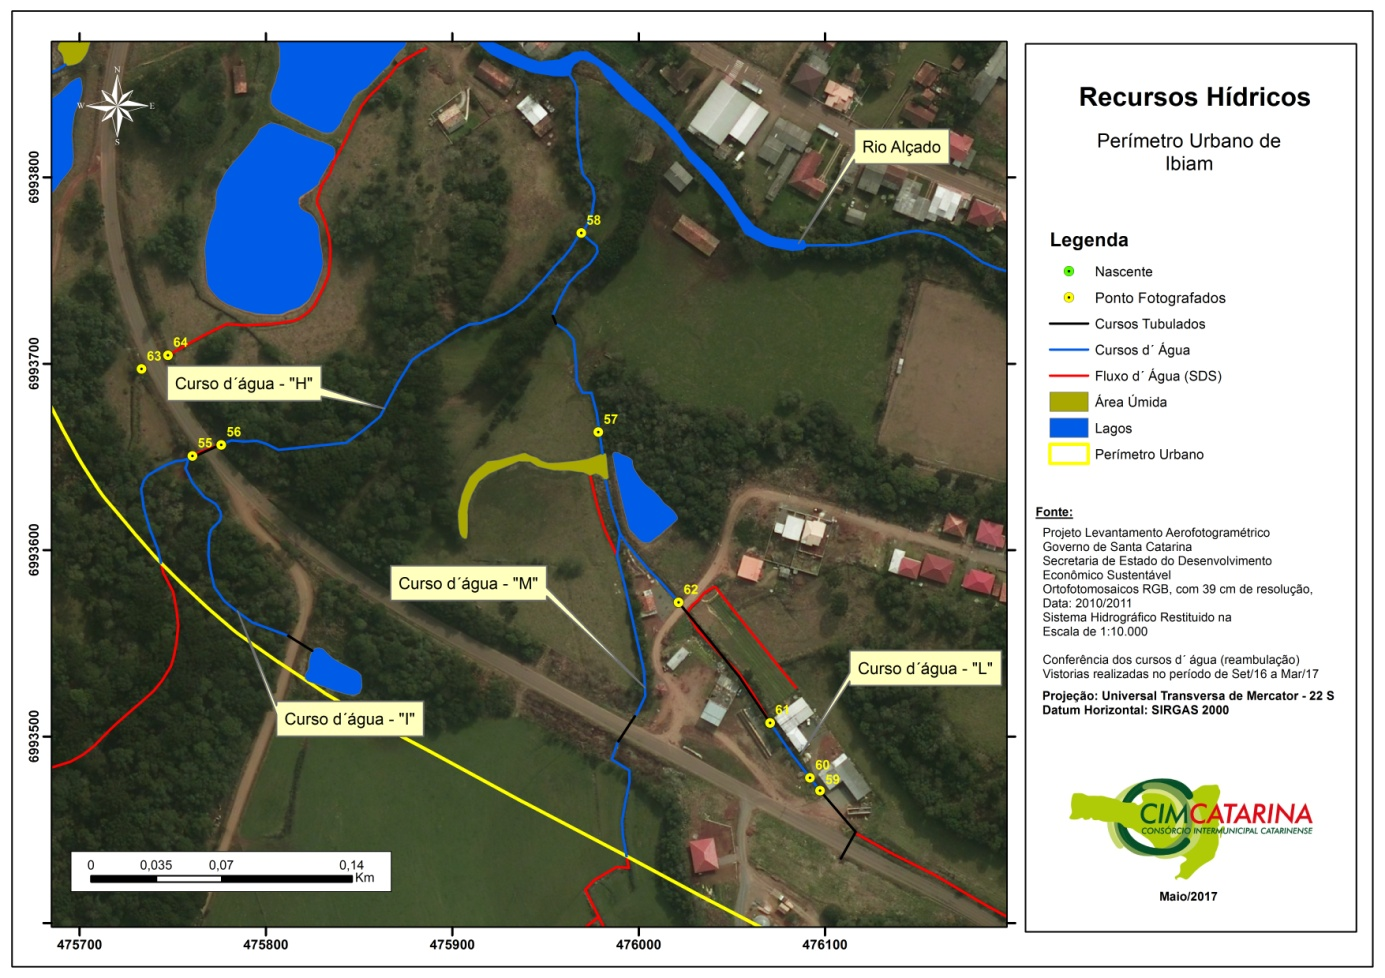 Recursos Hídricos
Perímetro Urbano de
Ibiam
Legenda
Nascente
Ponto Fotografados
Cursos Tubulados
Cursos d´ Água
Fluxo d´ Água (SDS)
Área Úmida
Lagos
Perímetro Urbano
Fonte:
Projeto Levantamento Aerofotogramétrico
Governo de Santa Catarina
Secretaria de Estado do Desenvolvimento
Econômico Sustentável
Ortofotomosaicos RGB, com 39 cm de resolução,
Data: 2010/2011
Sistema Hidrográfico Restituido na
Escala de 1:10.000
Conferência dos cursos d´ água (reambulação)
Vistorias realizadas no período de Set/16 a Mar/17
Projeção: Universal Transversa de Mercator - 22 S
Datum Horizontal: SIRGAS 2000
CIMCATARINA
CONSÓRCIO INTERMUNICIPAL CATARINENSE
Maio/2017
N
W E
S
Rio Alçado
58
64
63
Curso d´água - "H"
57
56
55
Curso d´água - "M"
62
Curso d´água - "L"
61
Curso d´água - "I"
60
59
0 0,035 0,07 0,14
Km
6993800
6993700
6993600
6993500
475700 475800 475900 476000 476100